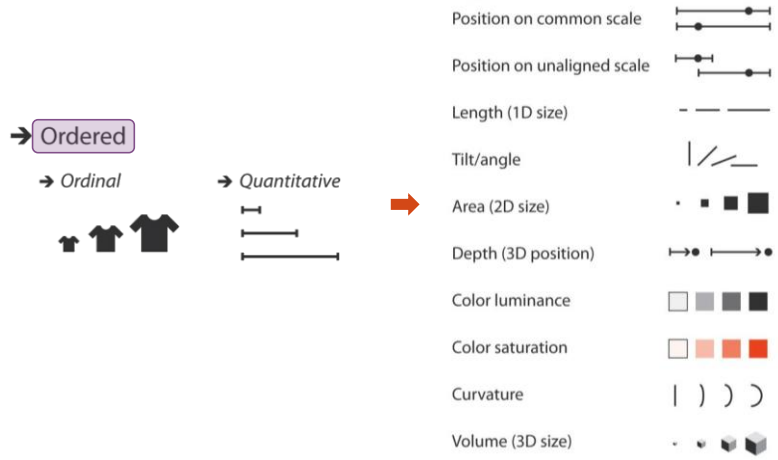 Ordered
Ordinal
Quantitative
Position on common scale
Position on unaligned scale
Length (1D size)
Tilt/angle
Area (2D size)
Depth (3D position)
Color luminance
Color saturation
Curvature
Volume (3D size)